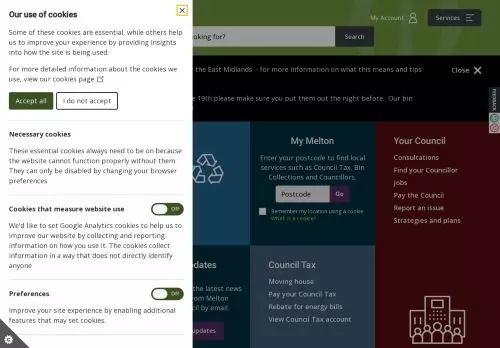 Our use of cookies
Some of these cookies are essential, while others help
us to improve your experience by providing insights
into how the site is being used.
For more detailed information about the cookies we
use, view our cookies page
Accept all
I do not accept
Necessary cookies
These essential cookies always need to be on because
the website cannot function properly without them.
They can only be disabled by changing your browser
preferences
Cookies that measure website use
Off
We'd like to set Google Analytics cookies to help us to
improve our website by collecting and reporting
information on how you use it. The cookies collect
information in a way that does not directly identify
anyone
Preferences
Off
Improve your site experience by enabling additional
features that may set cookies.
My Account
Services
oking for?
Search
the East Midlands - for more information on what this means and tips
Close
e 19th please make sure you put them out the night before. Our bin
FEEDBACK
My Melton
Enter your postcode to find local
services such as Council Tax, Bin
Collections and Councillors.
Postcode
Go
Remember my location using a cookie
What is a cookie?
Your Council
Consultations
Find your Councillor
Jobs
Pay the Council
Report an issue
Strategies and plans
pdates
the latest news
from Melton
cil by email
updates
Council Tax
Moving house
Pay your Council Tax
Rebate for energy bills
View Council Tax account